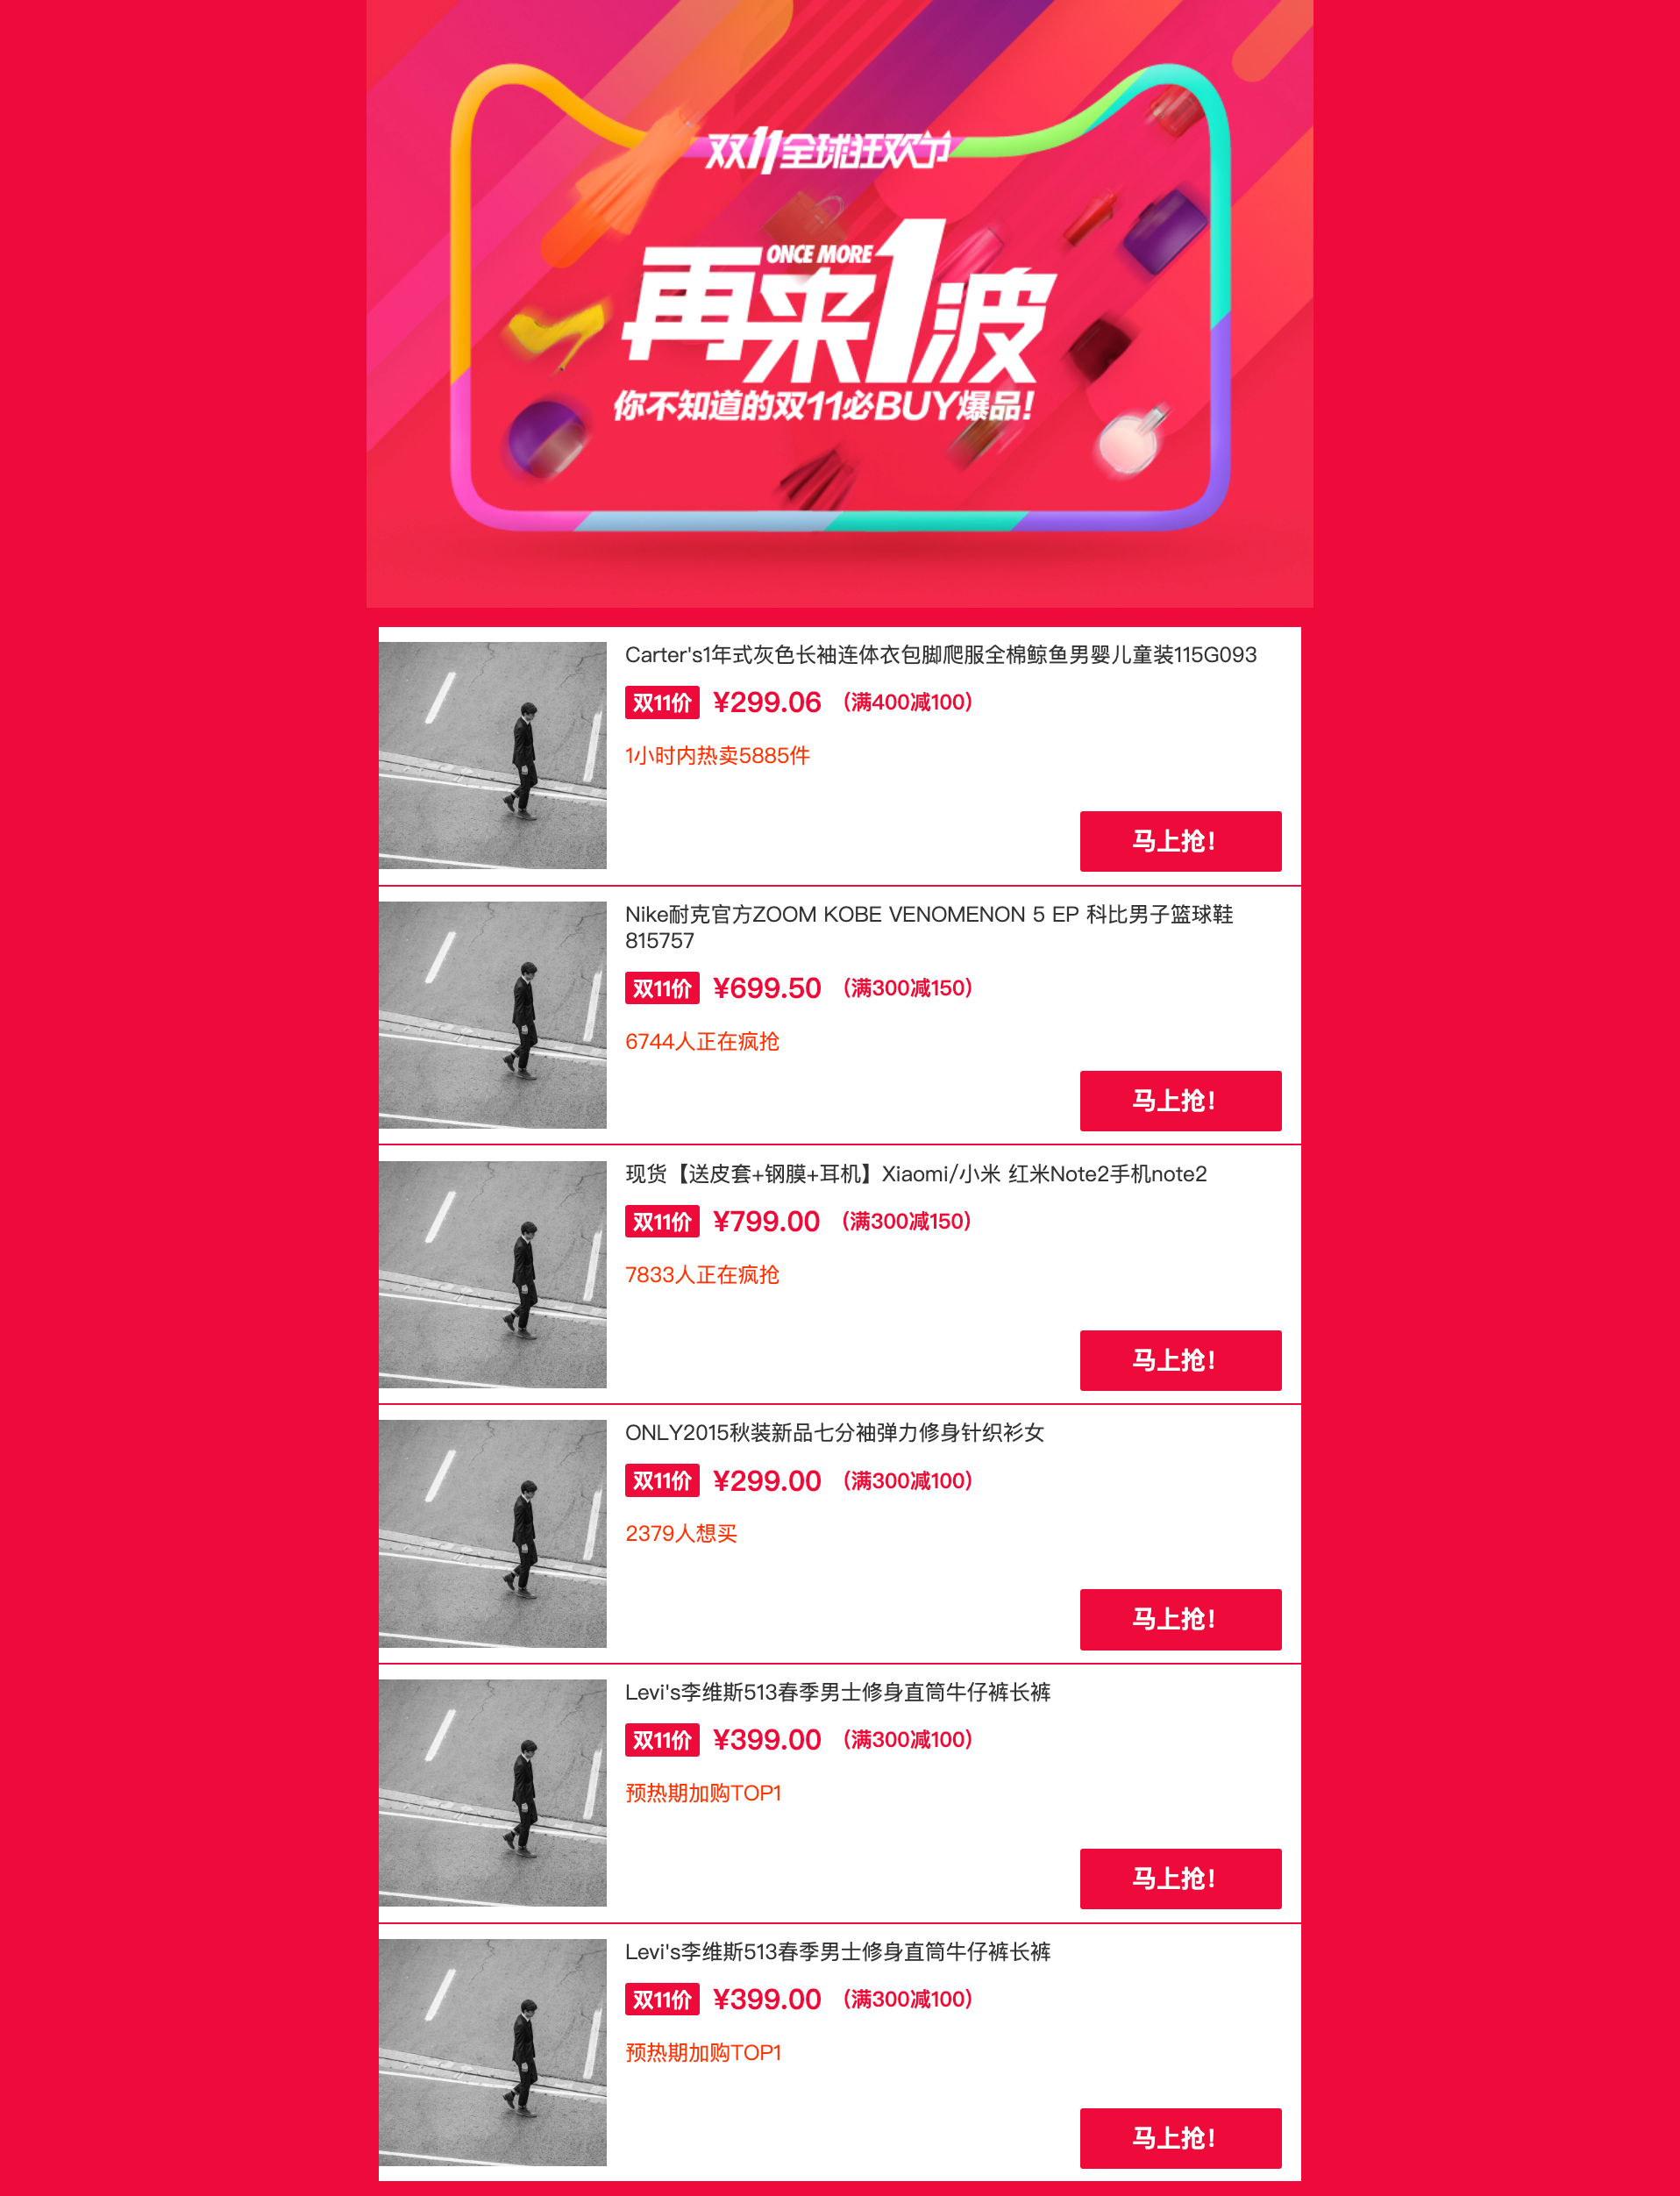 双11全球狂欢节
ONCE MORE
再来1波
你不知道的双11必BUY爆品!
Carter's1年式灰色长袖连体衣包脚爬服全棉鲸鱼男婴儿童装115G093
双11价 ¥299.06 (满400减100)
1小时内热卖5885件
马上抢!
Nike耐克官方ZOOM KOBE VENOMENON 5 EP 科比男子篮球鞋
815757
双11价 ¥699.50 (满300减150)
6744人正在疯抢
马上抢!
现货【送皮套+钢膜+耳机】Xiaomi/小米 红米Note2手机note2
双11价 ¥799.00 (满300减150)
7833人正在疯抢
马上抢!
ONLY2015秋装新品七分袖弹力修身针织衫女
双11价 ¥299.00 (满300减100)
2379人想买
马上抢!
Levi's李维斯513春季男士修身直筒牛仔裤长裤
双11价 ¥399.00 (满300减100)
预热期加购TOP1
马上抢!
Levi's李维斯513春季男士修身直筒牛仔裤长裤
双11价 ¥399.00 (满300减100)
预热期加购TOP1
马上抢!